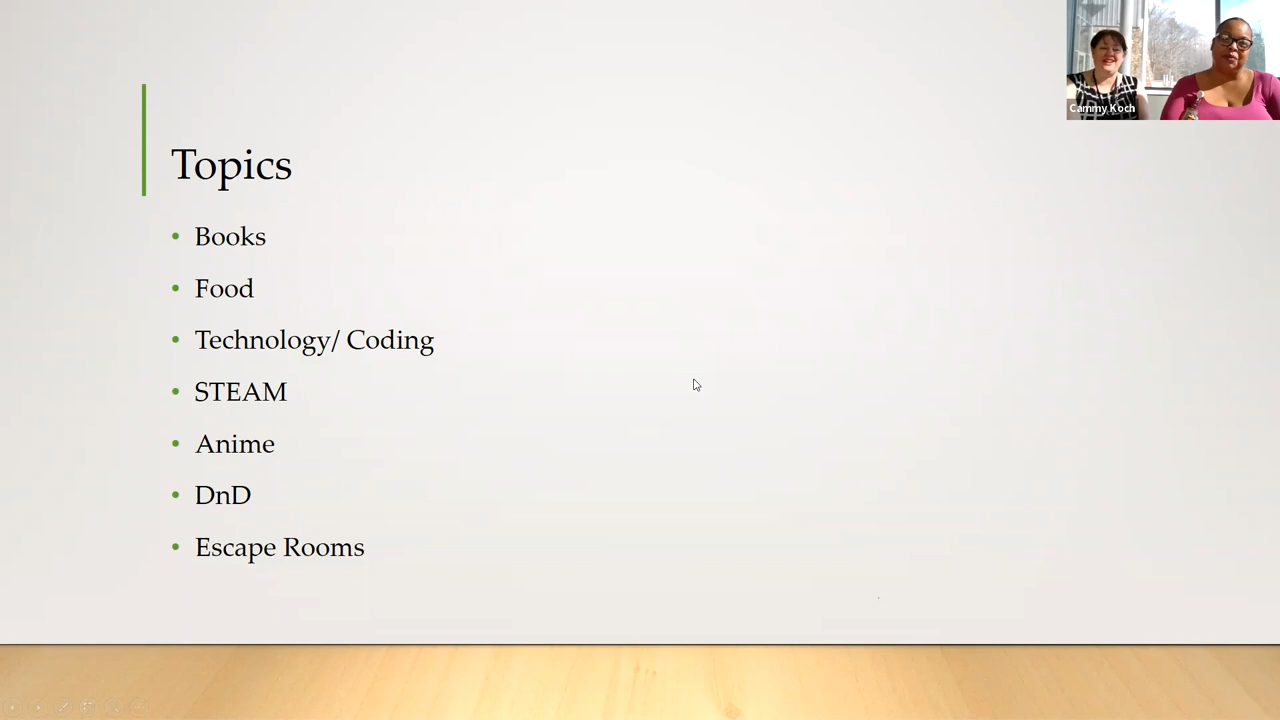 Cammy Koch
Topics
• Books
• Food
• Technology/ Coding
• STEAM
• Anime
• DnD
• Escape Rooms